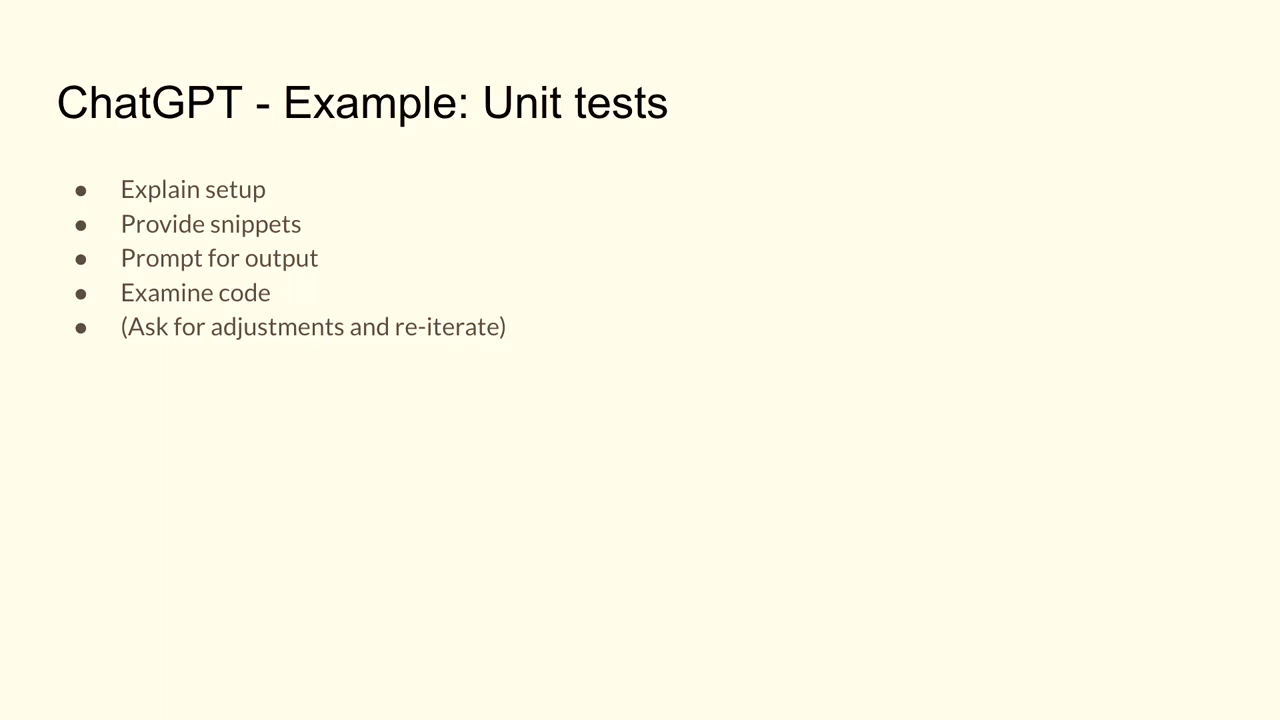 ChatGPT - Example: Unit tests
● Explain setup
● Provide snippets
● Prompt for output
● Examine code
● (Ask for adjustments and re-iterate)